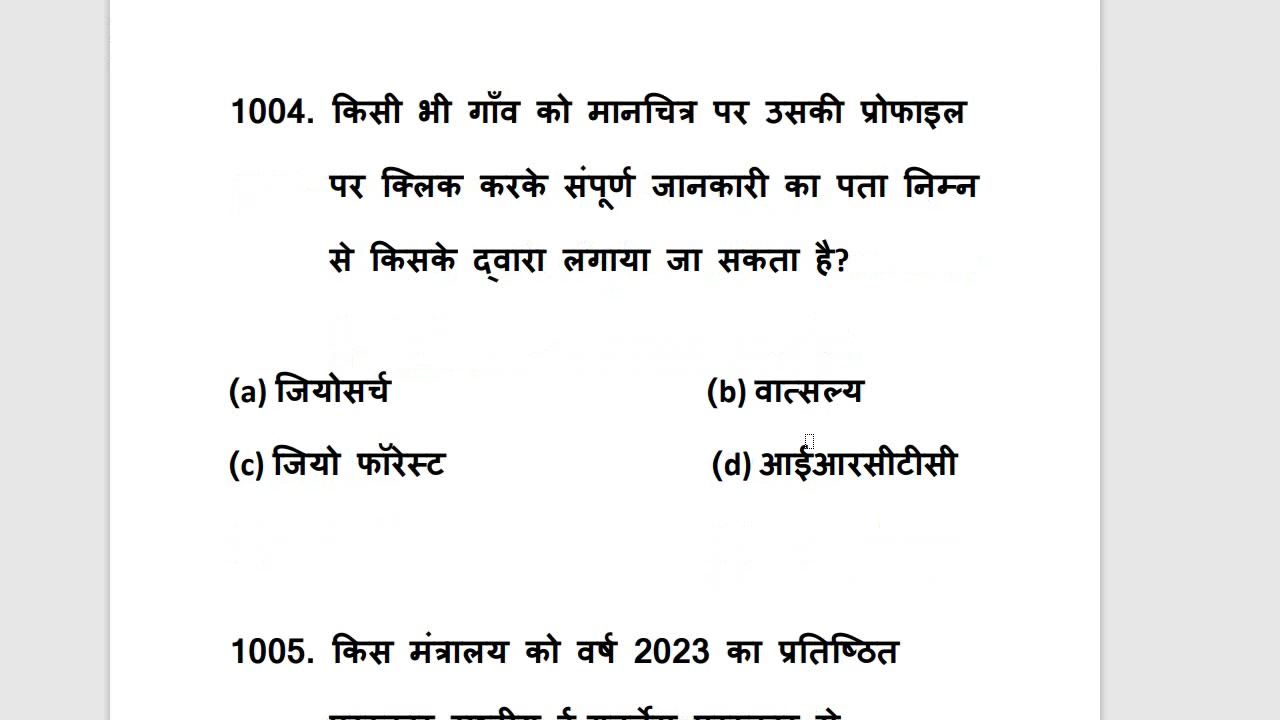 1004. किसी भी गाँव को मानचित्र पर उसकी प्रोफाइल
पर क्लिक करके संपूर्ण जानकारी का पता निम्न
से किसके द्वारा लगाया जा सकता है?
(a) जियोसर्च (b) वात्सल्य
(c) जियो फॉरेस्ट (d) आईआरसीटीसी
1005. किस मंत्रालय को वर्ष 2023 का प्रतिष्ठित